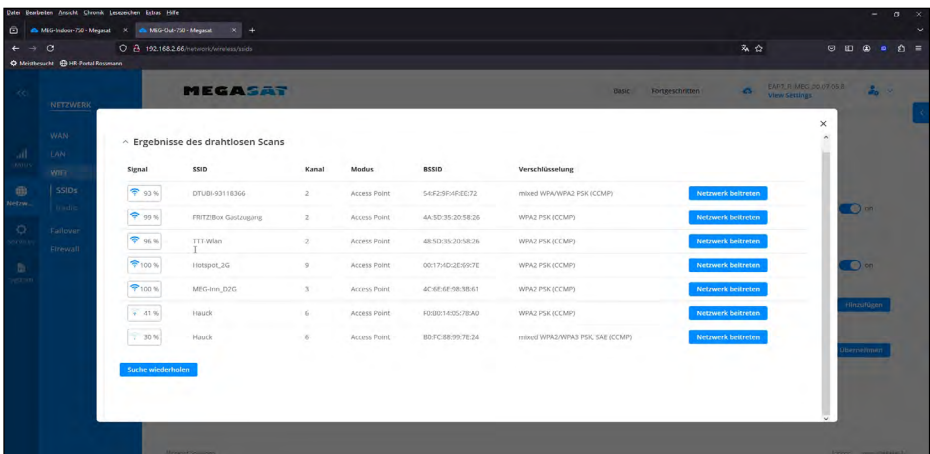 Datei Bearbeiten Ansicht Chronik Lesezeichen Extras Hilfe
MEG-Indoor-750 - Megasat MEG-Out-750 - Megasat
192.168.2.66/network/wireless/ssids
Meistbesucht HR-Portal Rossmann
MEGASAT Basic Fortgeschritten
View Settings
NETZWERK
WAN
LAN
WIFI
SSIDs
Radio
Failover
Firewall
Netzw...
Ergebnisse des drahtlosen Scans
Signal SSID Kanal Modus BSSID Verschlüsselung
93 % DTUBI-93118366 2 Access Point 54:F2:9F:4F:EE:72 mixed WPA/WPA2 PSK (CCMP) Netzwerk beitreten
99 % FRITZ!Box Gastzugang 2 Access Point 4A:5D:35:20:58:26 WPA2 PSK (CCMP) Netzwerk beitreten
96 % TTT-Wlan 2 Access Point 48:5D:35:20:58:26 WPA2 PSK (CCMP) Netzwerk beitreten
100 % Hotspot_2G 9 Access Point 00:17:4D:2E:69:7E WPA2 PSK (CCMP) Netzwerk beitreten
100 % MEG-Inn_D2G 3 Access Point 4C:6E:6E:98:3B:61 WPA2 PSK (CCMP) Netzwerk beitreten
41 % Hauck 6 Access Point F0:B0:14:05:78:A0 WPA2 PSK (CCMP) Netzwerk beitreten
30 % Hauck 6 Access Point B0:FC:88:99:7E:24 mixed WPA2/WPA3 PSK, SAE (CCMP) Netzwerk beitreten
Suche wiederholen
on
on
Hinzufügen
Übernehmen